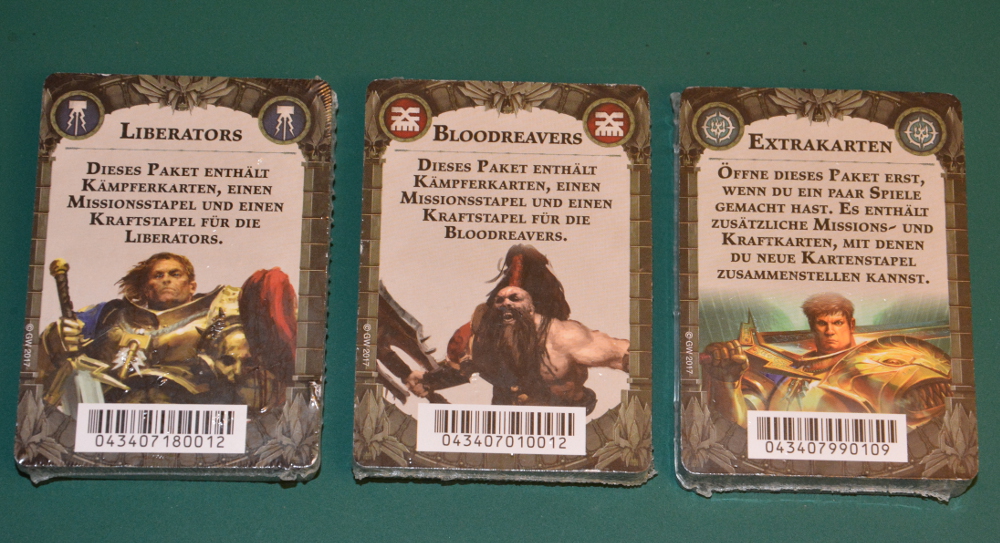 LIBERATORS
DIESES PAKET ENTHÄLT
KÄMPFERKARTEN, EINEN
MISSIONSSTAPEL UND EINEN
KRAFTSTAPEL FÜR DIE
LIBERATORS.
© GW 2017
043407180012
BLOODREAVERS
DIESES PAKET ENTHÄLT
KÄMPFERKARTEN, EINEN
MISSIONSSTAPEL UND EINEN
KRAFTSTAPEL FÜR DIE
BLOODREAVERS.
© GW 2017
043407010012
EXTRAKARTEN
ÖFFNE DIESES PAKET ERST,
WENN DU EIN PAAR SPIELE
GEMACHT HAST. ES ENTHÄLT
ZUSÄTZLICHE MISSIONS- UND
KRAFTKARTEN, MIT DENEN
DU NEUE KARTENSTAPEL
ZUSAMMENSTELLEN KANNST.
© GW 2017
043407990109